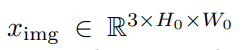 x_img ∈ ℝ^{3×H_0×W_0}